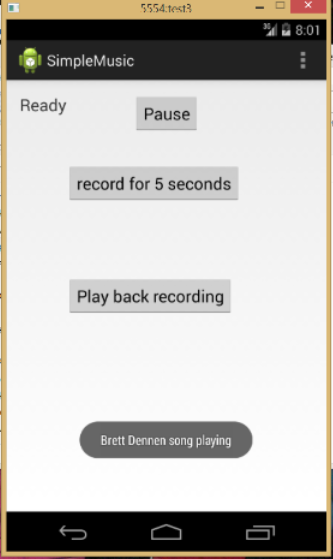 5554:test3
3G 8:01
SimpleMusic
Ready
Pause
record for 5 seconds
Play back recording
Brett Dennen song playing